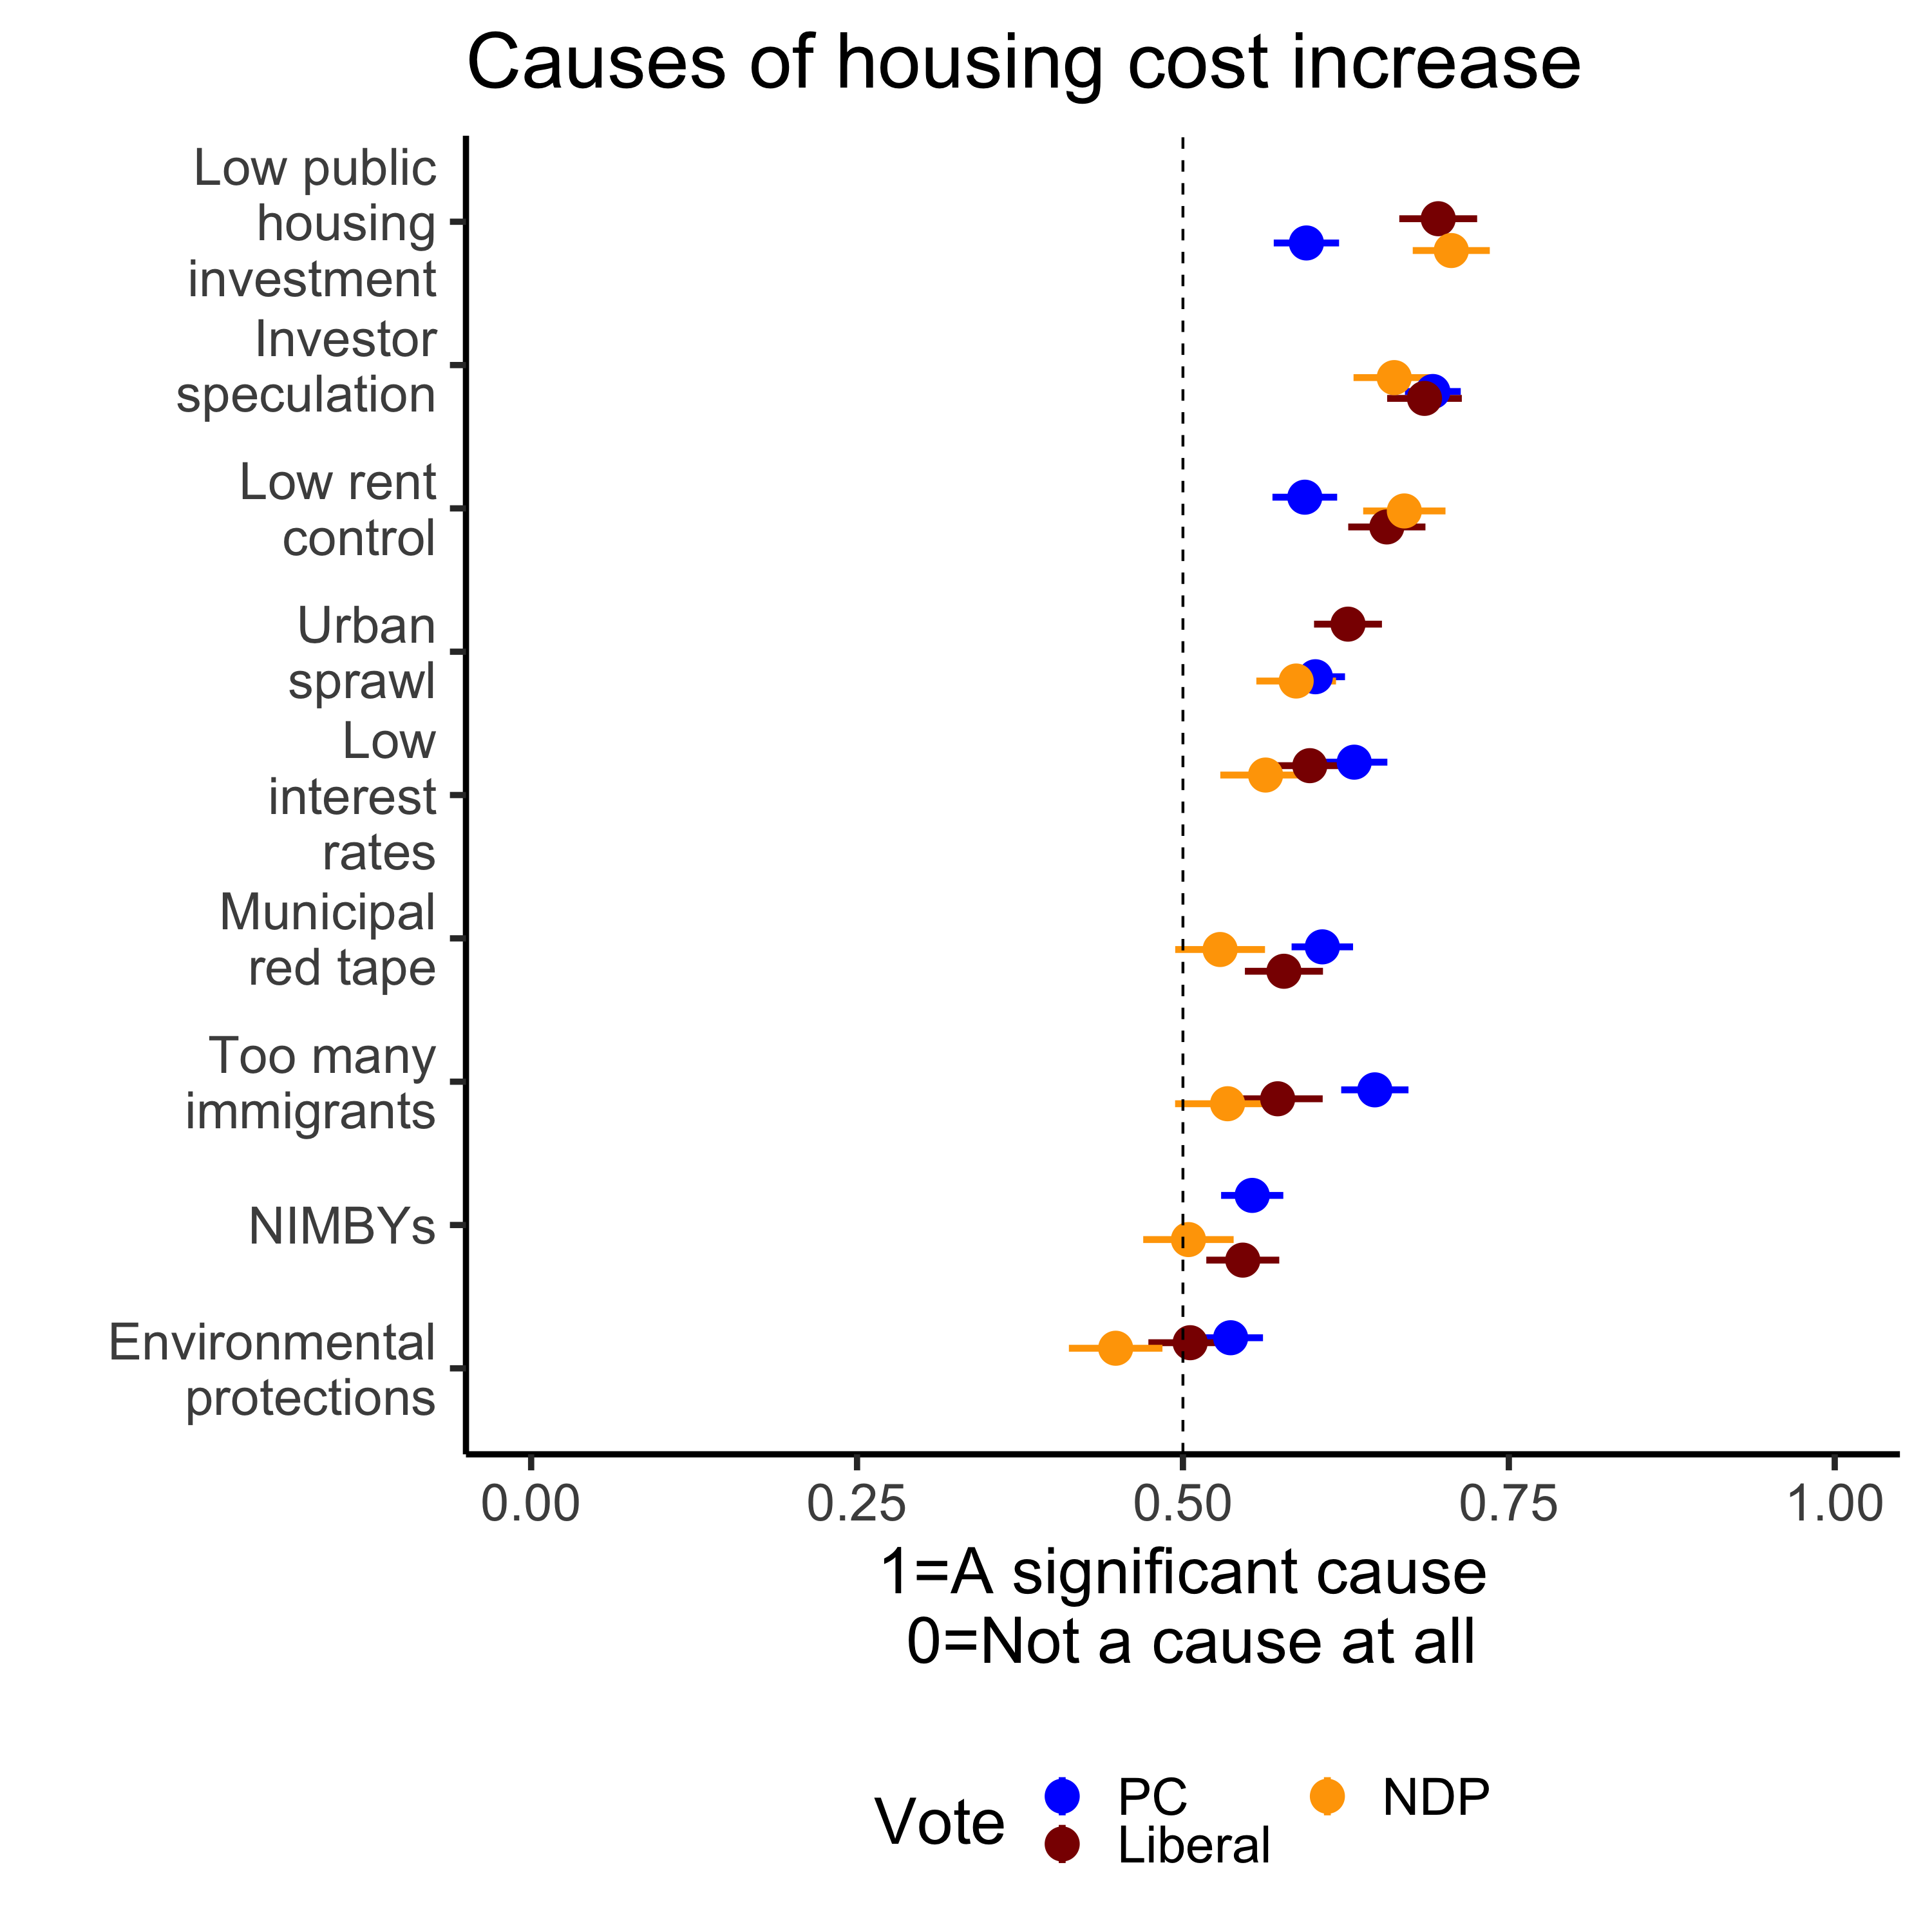 Causes of housing cost increase
Low public
housing
investment
Investor
speculation
Low rent
control
Urban
sprawl
Low
interest
rates
Municipal
red tape
Too many
immigrants
NIMBYs
Environmental
protections
0.00 0.25 0.50 0.75 1.00
1=A significant cause
0=Not a cause at all
Vote
PC NDP
Liberal